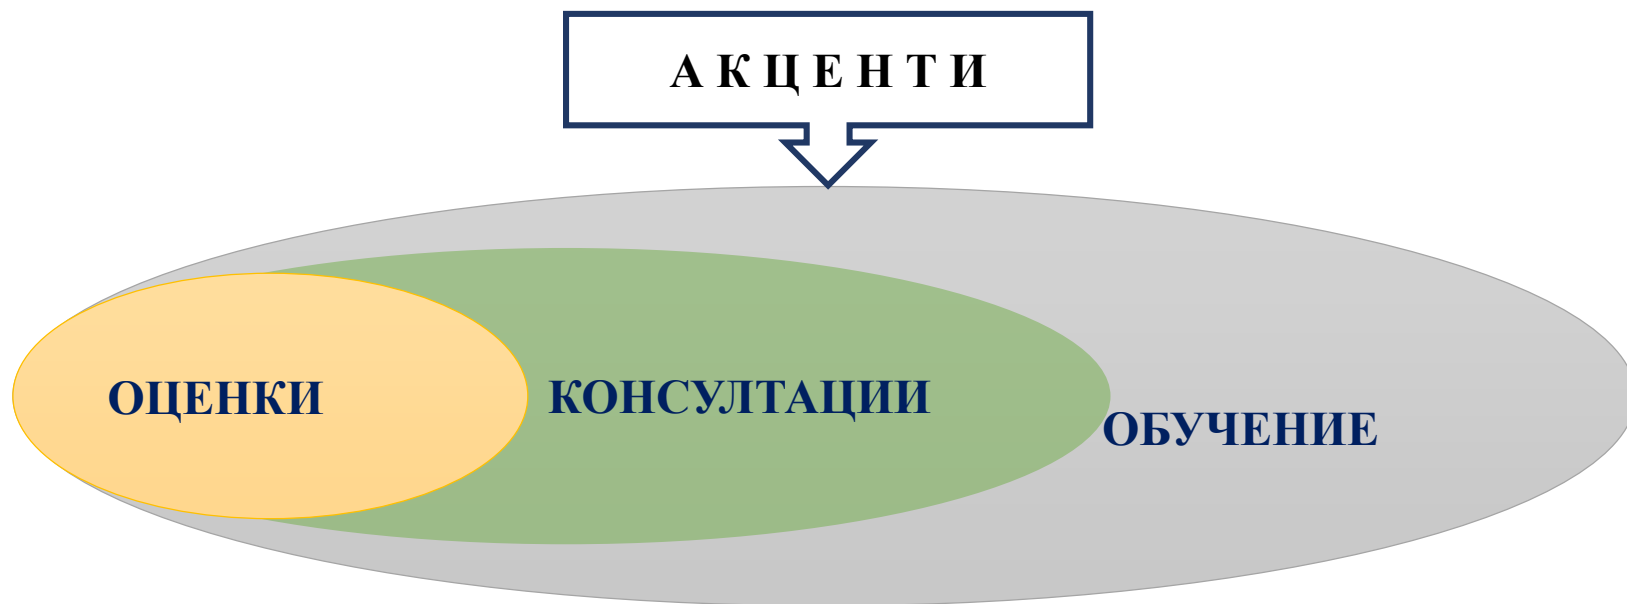 А К Ц Е Н Т И
ОЦЕНКИ
КОНСУЛТАЦИИ
ОБУЧЕНИЕ